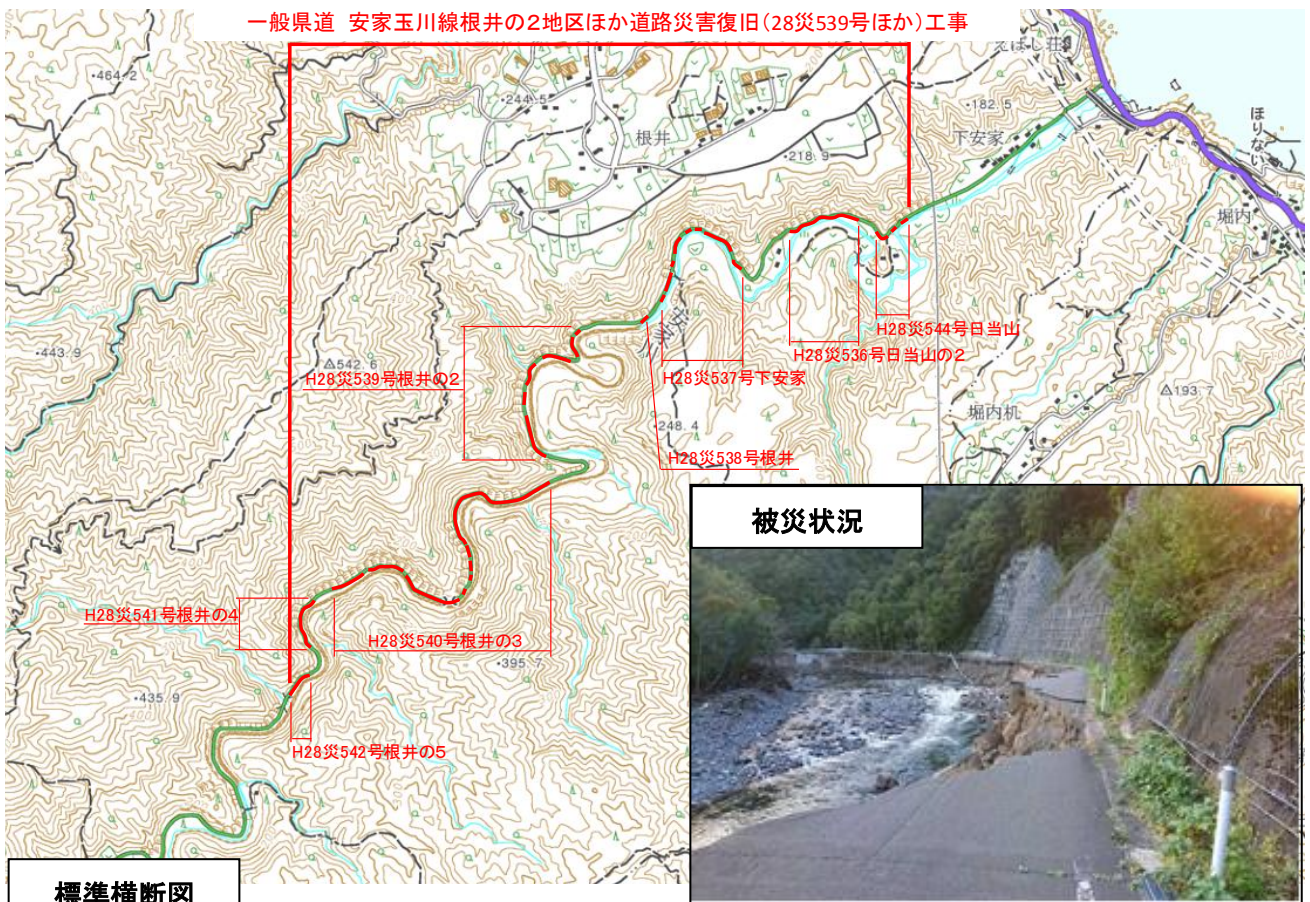 一般県道 安家玉川線根井の2地区ほか道路災害復旧(28災539号ほか)工事
えぼし荘
・464.2
・244.5
・182.5
ほりない
根井
下安家
・218.9
堀内
H28災544号日当山
・443.9
△542.6
H28災536号日当山の2
H28災539号根井の2
H28災537号下安家
△193.7
堀内机
・248.4
H28災538号根井
被災状況
H28災541号根井の4
H28災540号根井の3
・395.7
・435.9
400
H28災542号根井の5
標準横断図